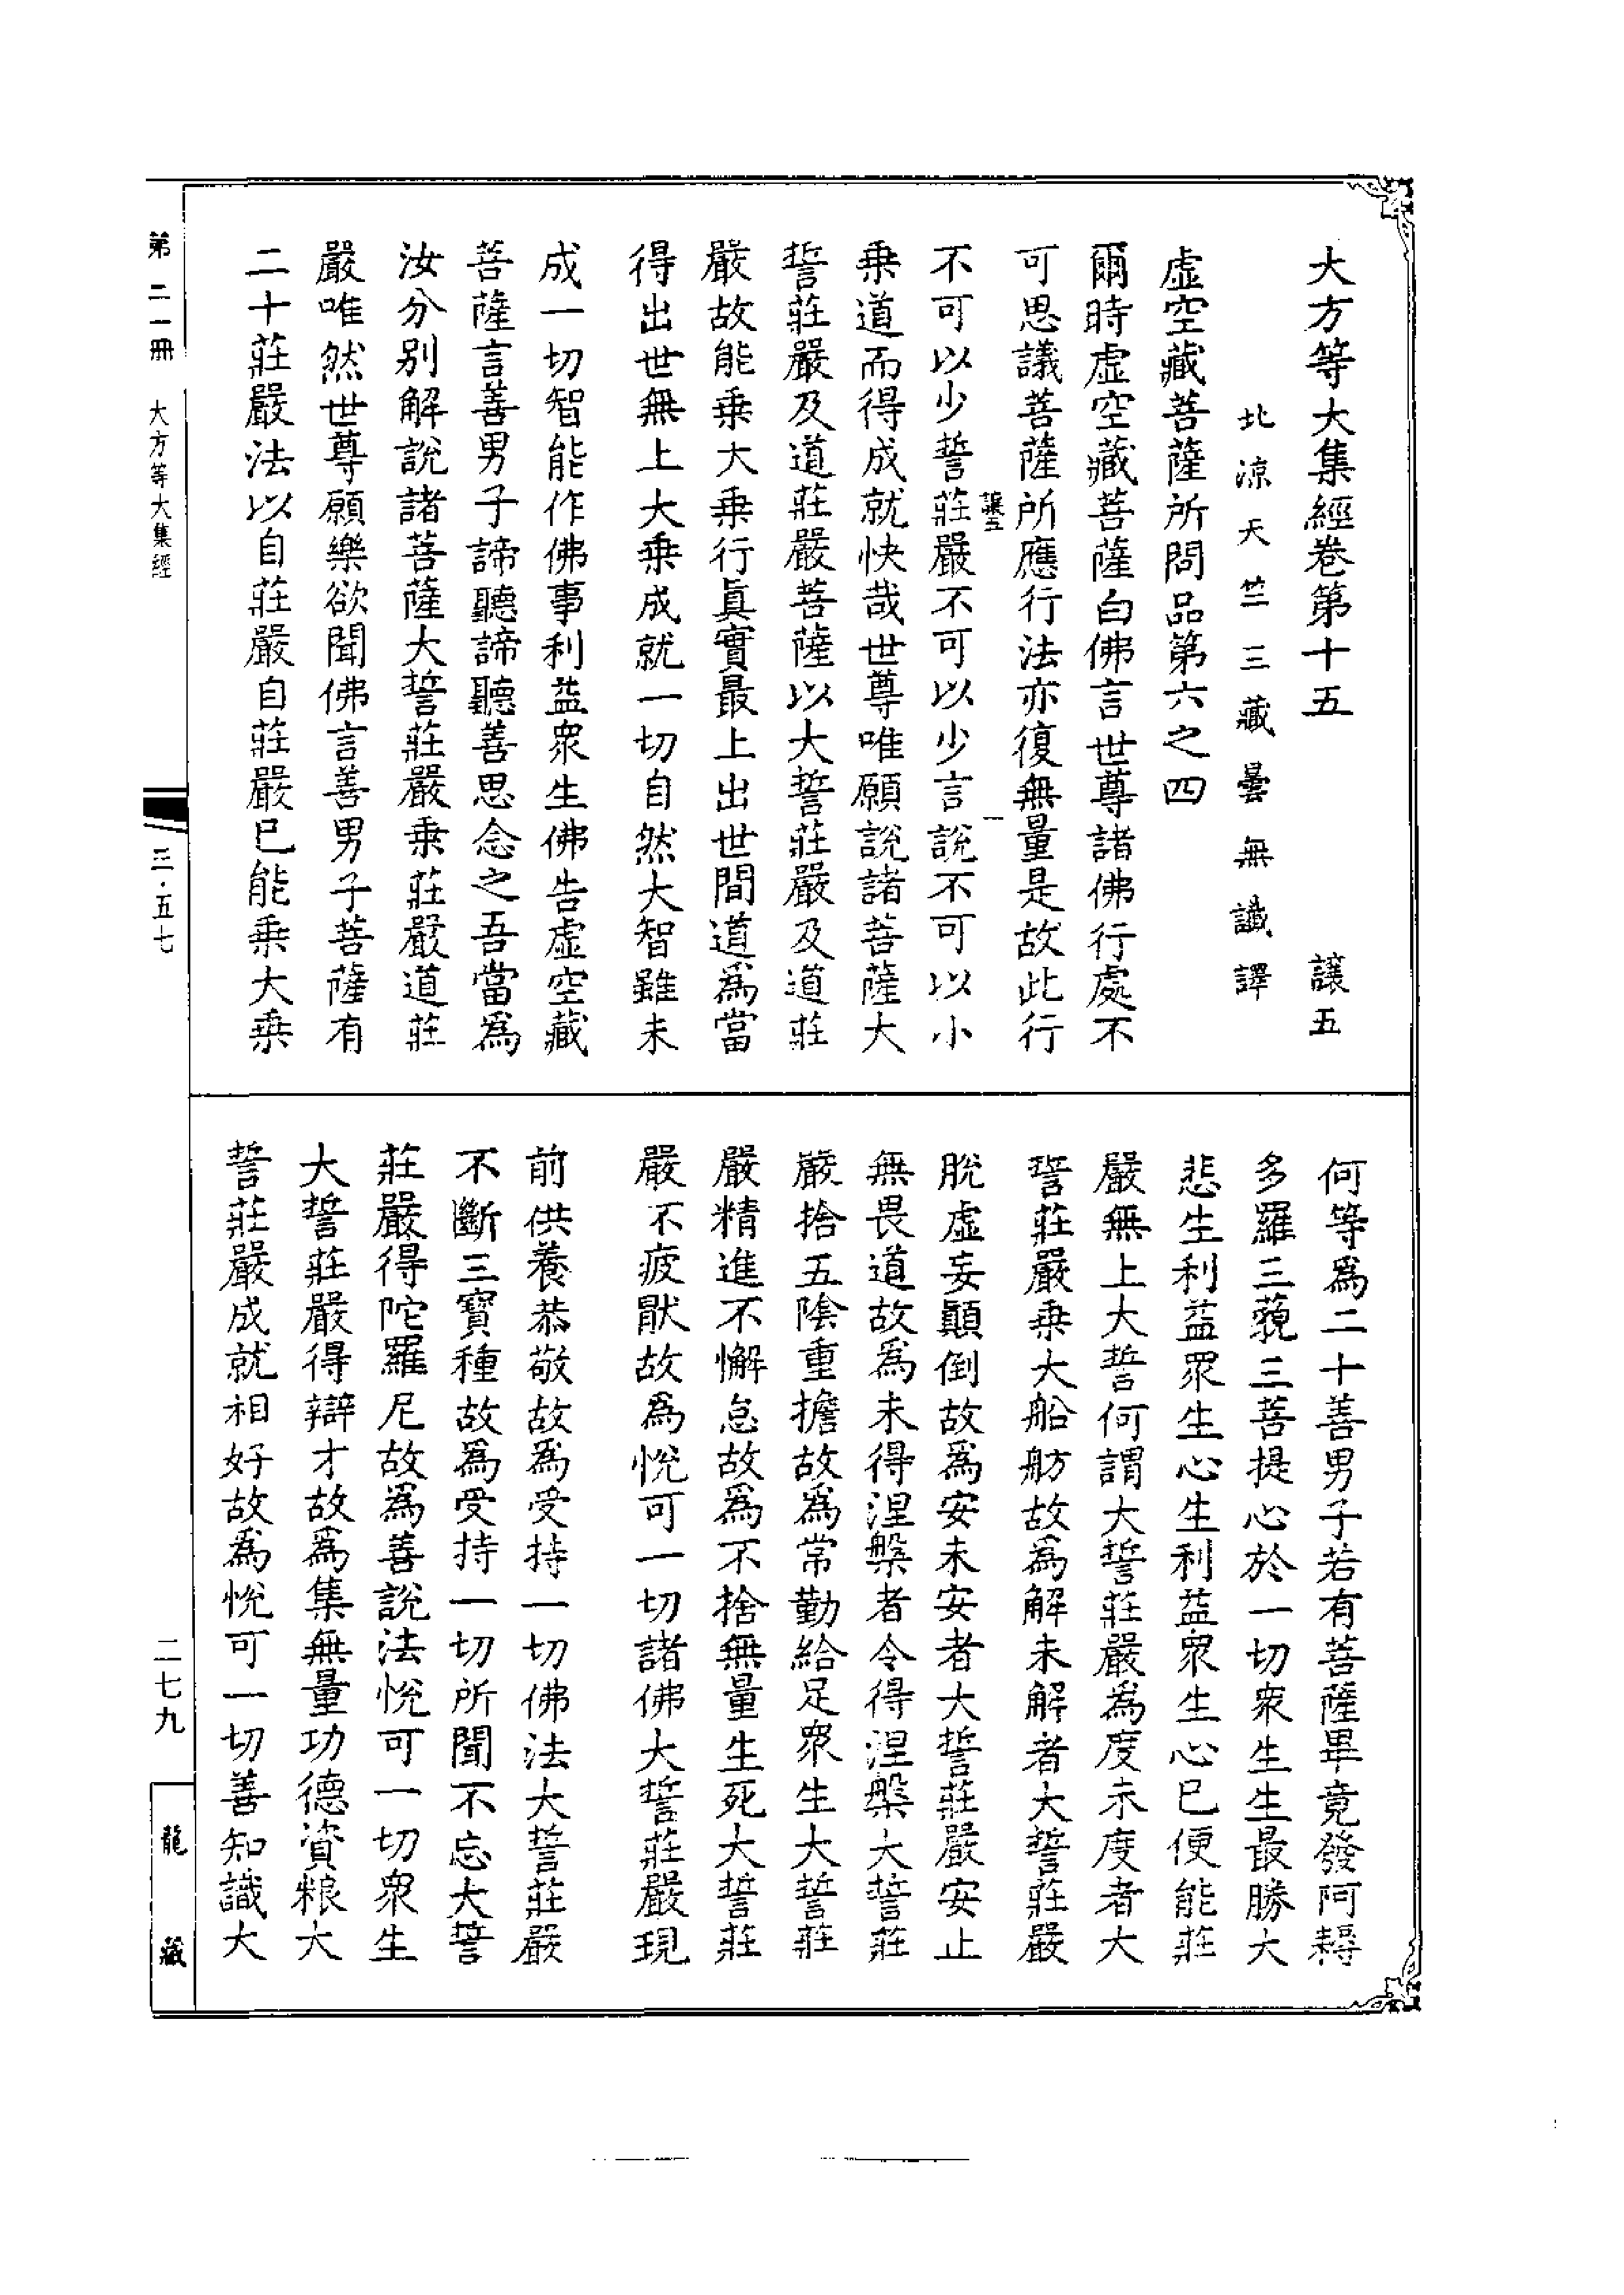 大方等大集經卷第十五　讓五
北涼天竺三藏曇無讖譯
虛空藏菩薩所問品第六之四
爾時虛空藏菩薩白佛言世尊諸佛行處不
可思議菩薩所應行法亦復無量是故此行
讓五　一
不可以少誓莊嚴不可以少言說不可以小
乗道而得成就快哉世尊唯願說諸菩薩大
誓莊嚴及道莊嚴菩薩以大誓莊嚴及道莊
嚴故能乗大乗行眞實最上出世間道爲當
得出世無上大乗成就一切自然大智雖未
成一切智能作佛事利益衆生佛告虛空藏
菩薩言善男子諦聽諦聽善思念之吾當爲
汝分别解說諸菩薩大誓莊嚴乗莊嚴道莊
嚴唯然世尊願樂欲聞佛言善男子菩薩有
二十莊嚴法以自莊嚴自莊嚴已能乗大乗
何等爲二十善男子若有菩薩畢竟發阿耨
多羅三藐三菩提心於一切衆生生最勝大
悲生利益眾生心生利益衆生心已便能莊
嚴無上大誓何謂大誓莊嚴爲度未度者大
誓莊嚴乗大船舫故爲解未解者大誓莊嚴
脫虛妄顚倒故爲安未安者大誓莊嚴安止
無畏道故爲未得涅槃者令得涅槃大誓莊
嚴捨五陰重擔故爲常勤給足衆生大誓莊
嚴精進不懈怠故爲不捨無量生死大誓莊
嚴不疲猒故爲悅可一切諸佛大誓莊嚴現
前供養恭敬故爲受持一切佛法大誓莊嚴
不斷三寶種故爲受持一切所聞不忘大誓
莊嚴得陀羅尼故爲善說法悅可一切衆生
大誓莊嚴得辯才故爲集無量功德資粮大
誓莊嚴成就相好故爲悅可一切善知識大
第二一冊　大方等大集經
三·五七
二七九
龍藏